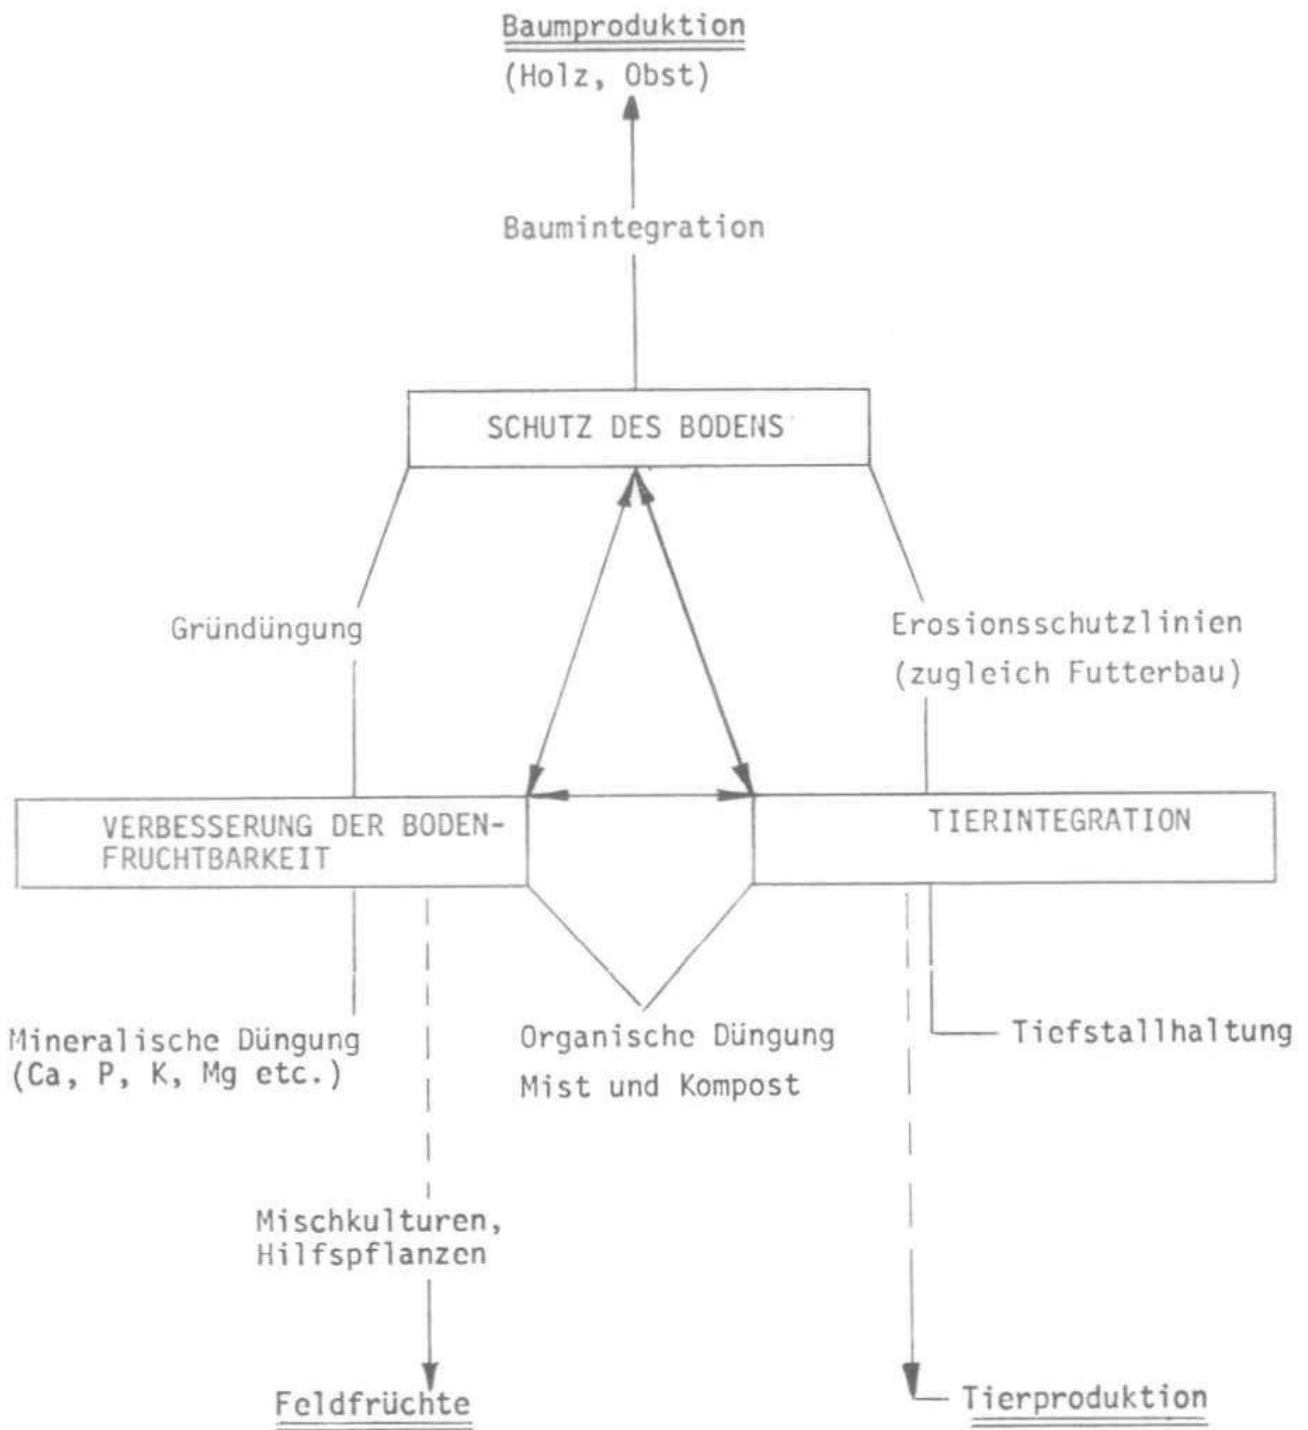 Baumproduktion
(Holz, Obst)
Baumintegration
SCHUTZ DES BODENS
Gründüngung
Erosionsschutzlinien
(zugleich Futterbau)
VERBESSERUNG DER BODEN-
FRUCHTBARKEIT
TIERINTEGRATION
Mineralische Düngung
(Ca, P, K, Mg etc.)
Organische Düngung
Mist und Kompost
Tiefstallhaltung
Mischkulturen,
Hilfspflanzen
Feldfrüchte
Tierproduktion